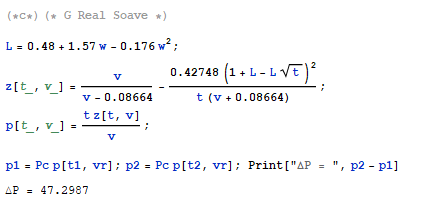 (*c*) (* G Real Soave *)
L = 0.48 + 1.57 w - 0.176 w²;
z[t_, v_] = v / (v - 0.08664) - 0.42748 (1 + L - L √t)² / (t (v + 0.08664));
p[t_, v_] = t z[t, v] / v;
p1 = Pc p[t1, vr]; p2 = Pc p[t2, vr]; Print["ΔP = ", p2 - p1]
ΔP = 47.2987